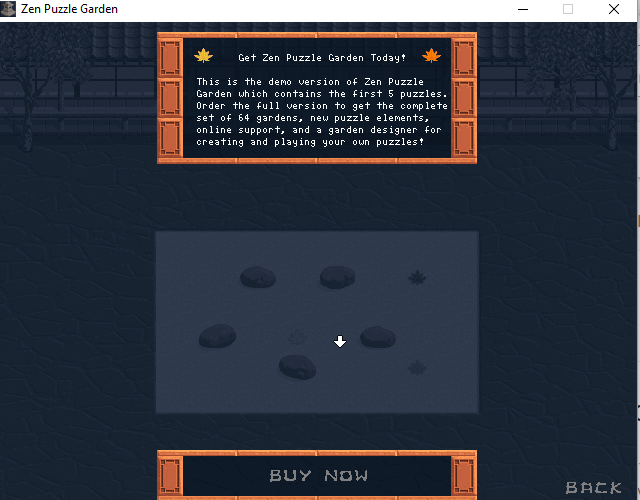 Zen Puzzle Garden
Get Zen Puzzle Garden Today!
This is the demo version of Zen Puzzle
Garden which contains the first 5 puzzles.
Order the full version to get the complete
set of 64 gardens, new puzzle elements,
online support, and a garden designer for
creating and playing your own puzzles!
BUY NOW
BACK